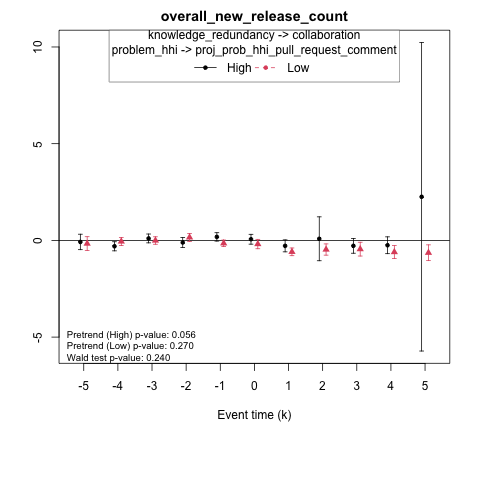 overall_new_release_count
knowledge_redundancy -> collaboration
problem_hhi -> proj_prob_hhi_pull_request_comment
High Low
10
5
0
-5
Pretrend (High) p-value: 0.056
Pretrend (Low) p-value: 0.270
Wald test p-value: 0.240
-5 -4 -3 -2 -1 0 1 2 3 4 5
Event time (k)